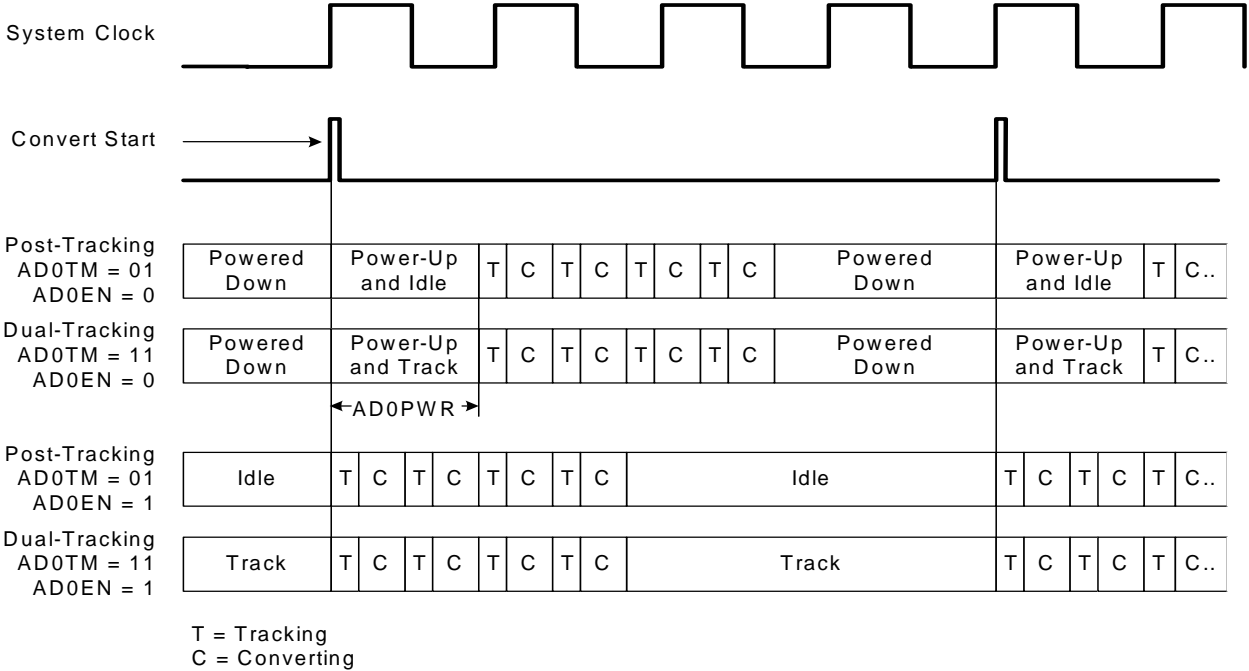 System Clock
Convert Start
Post-Tracking
AD0TM = 01
AD0EN = 0
Powered
Down
Power-Up
and Idle
T C T C T C T C
Powered
Down
Power-Up
and Idle
T C..
Dual-Tracking
AD0TM = 11
AD0EN = 0
Powered
Down
Power-Up
and Track
T C T C T C T C
Powered
Down
Power-Up
and Track
T C..
AD0PWR
Post-Tracking
AD0TM = 01
AD0EN = 1
Idle T C T C T C T C Idle T C T C T C..
Dual-Tracking
AD0TM = 11
AD0EN = 1
Track T C T C T C T C Track T C T C T C..
T = Tracking
C = Converting